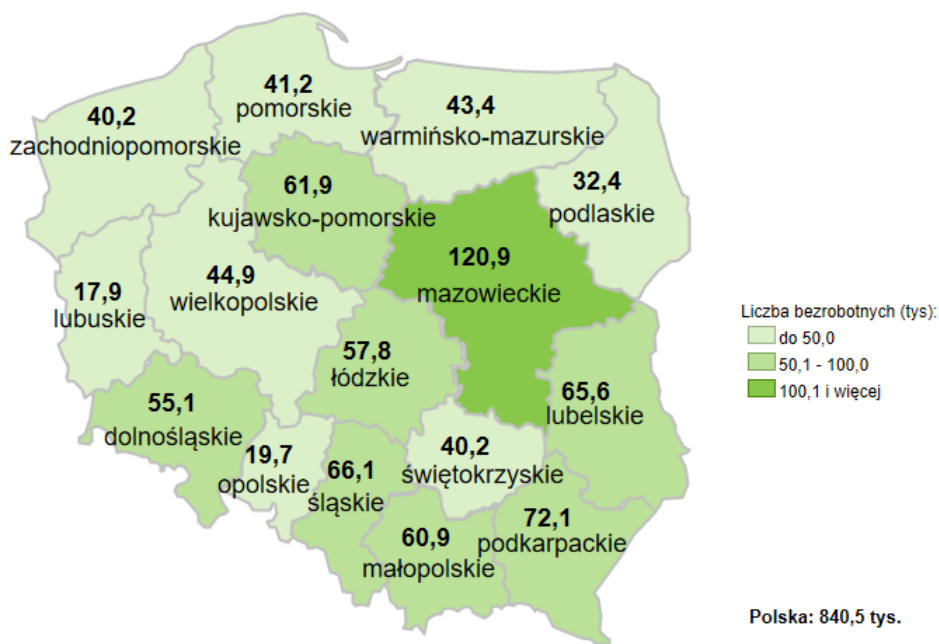 41,2
pomorskie
40,2
zachodniopomorskie
43,4
warmińsko-mazurskie
61,9
kujawsko-pomorskie
32,4
podlaskie
120,9
mazowieckie
44,9
wielkopolskie
17,9
lubuskie
57,8
łódzkie
65,6
lubelskie
55,1
dolnośląskie
19,7
opolskie
66,1
śląskie
40,2
świętokrzyskie
60,9
małopolskie
72,1
podkarpackie
Liczba bezrobotnych (tys):
do 50,0
50,1 - 100,0
100,1 i więcej
Polska: 840,5 tys.